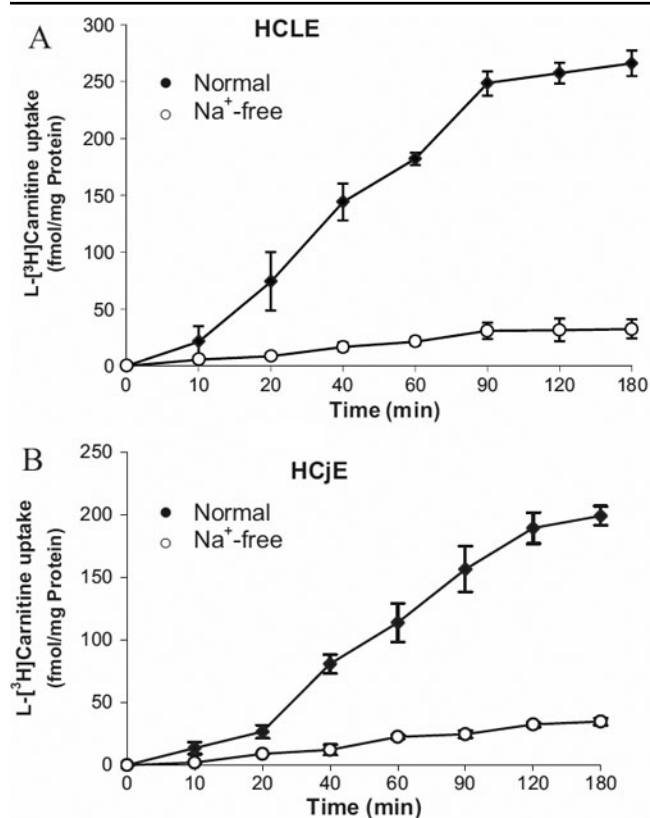 A
HCLE
Normal
Na⁺-free
L-[³H]Carnitine uptake
(fmol/mg Protein)
300
250
200
150
100
50
0
0 10 20 40 60 90 120 180
Time (min)
B
HCjE
Normal
Na⁺-free
L-[³H]Carnitine uptake
(fmol/mg Protein)
250
200
150
100
50
0
0 10 20 40 60 90 120 180
Time (min)